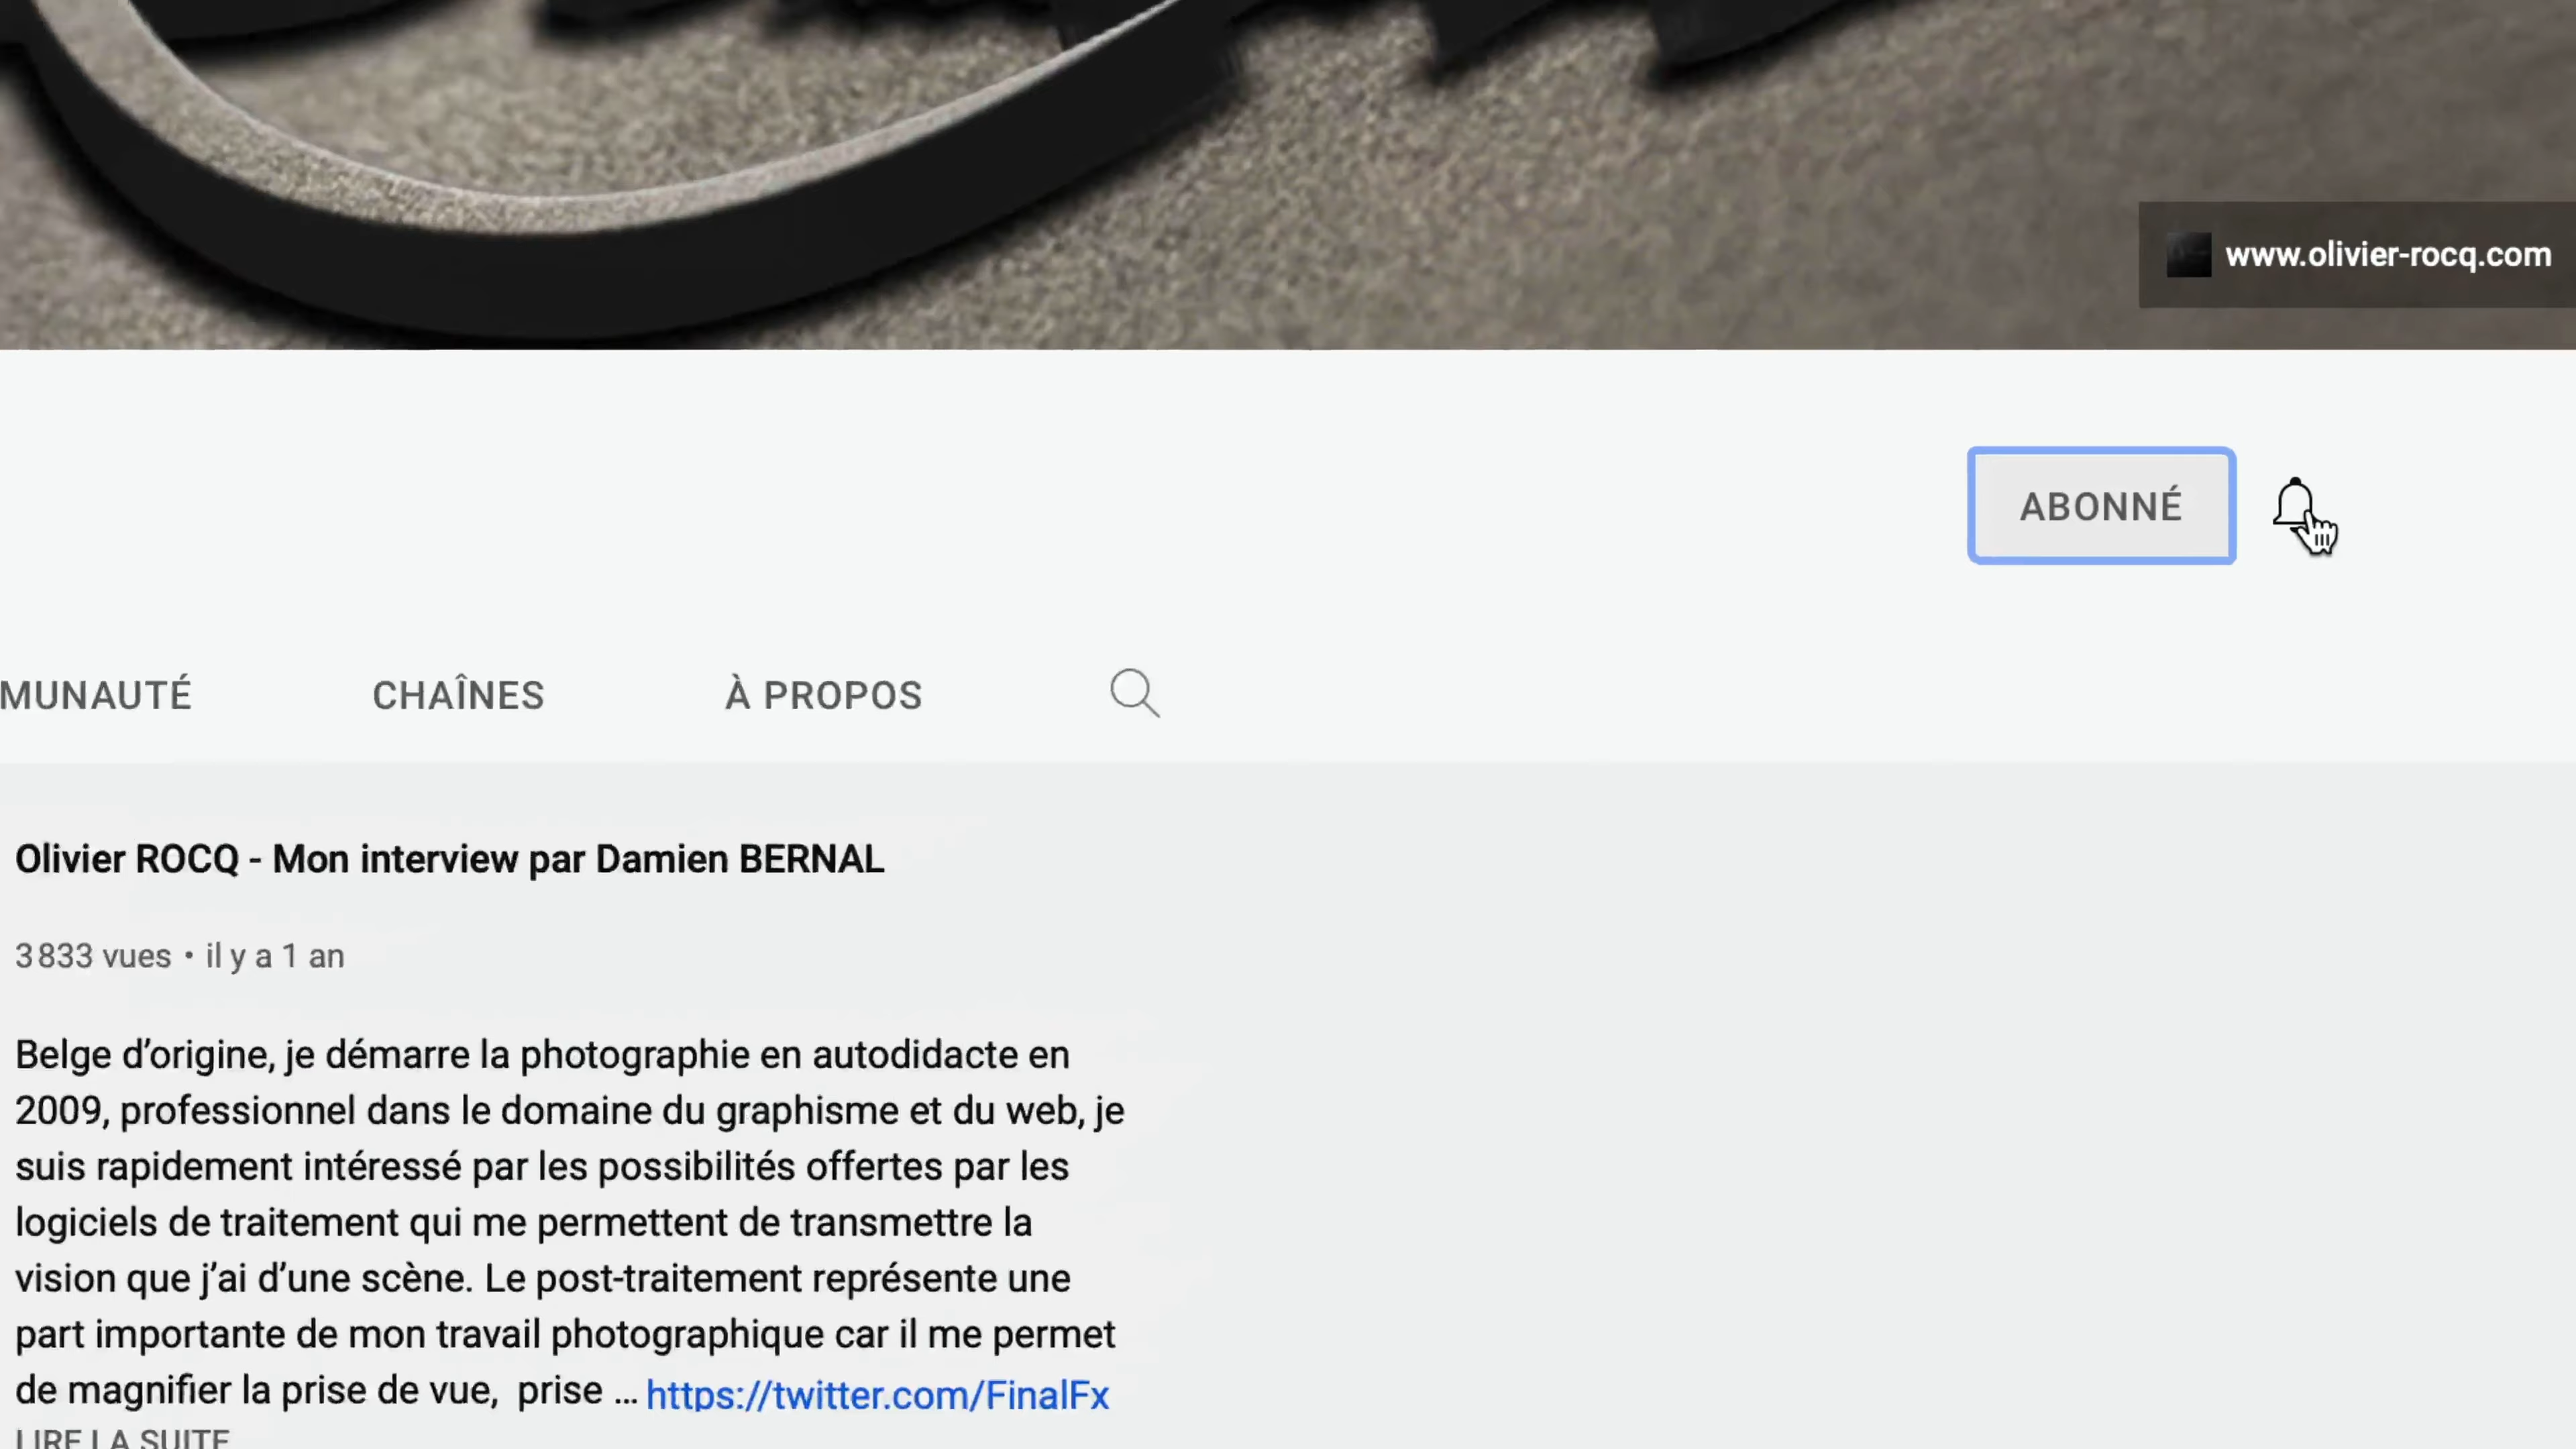 www.olivier-rocq.com
ABONNÉ
MUNAUTÉ CHAÎNES À PROPOS
Olivier ROCQ - Mon interview par Damien BERNAL
3 833 vues • il y a 1 an
Belge d’origine, je démarre la photographie en autodidacte en
2009, professionnel dans le domaine du graphisme et du web, je
suis rapidement intéressé par les possibilités offertes par les
logiciels de traitement qui me permettent de transmettre la
vision que j’ai d’une scène. Le post-traitement représente une
part importante de mon travail photographique car il me permet
de magnifier la prise de vue, prise ... https://twitter.com/FinalFx
LIRE LA SUITE